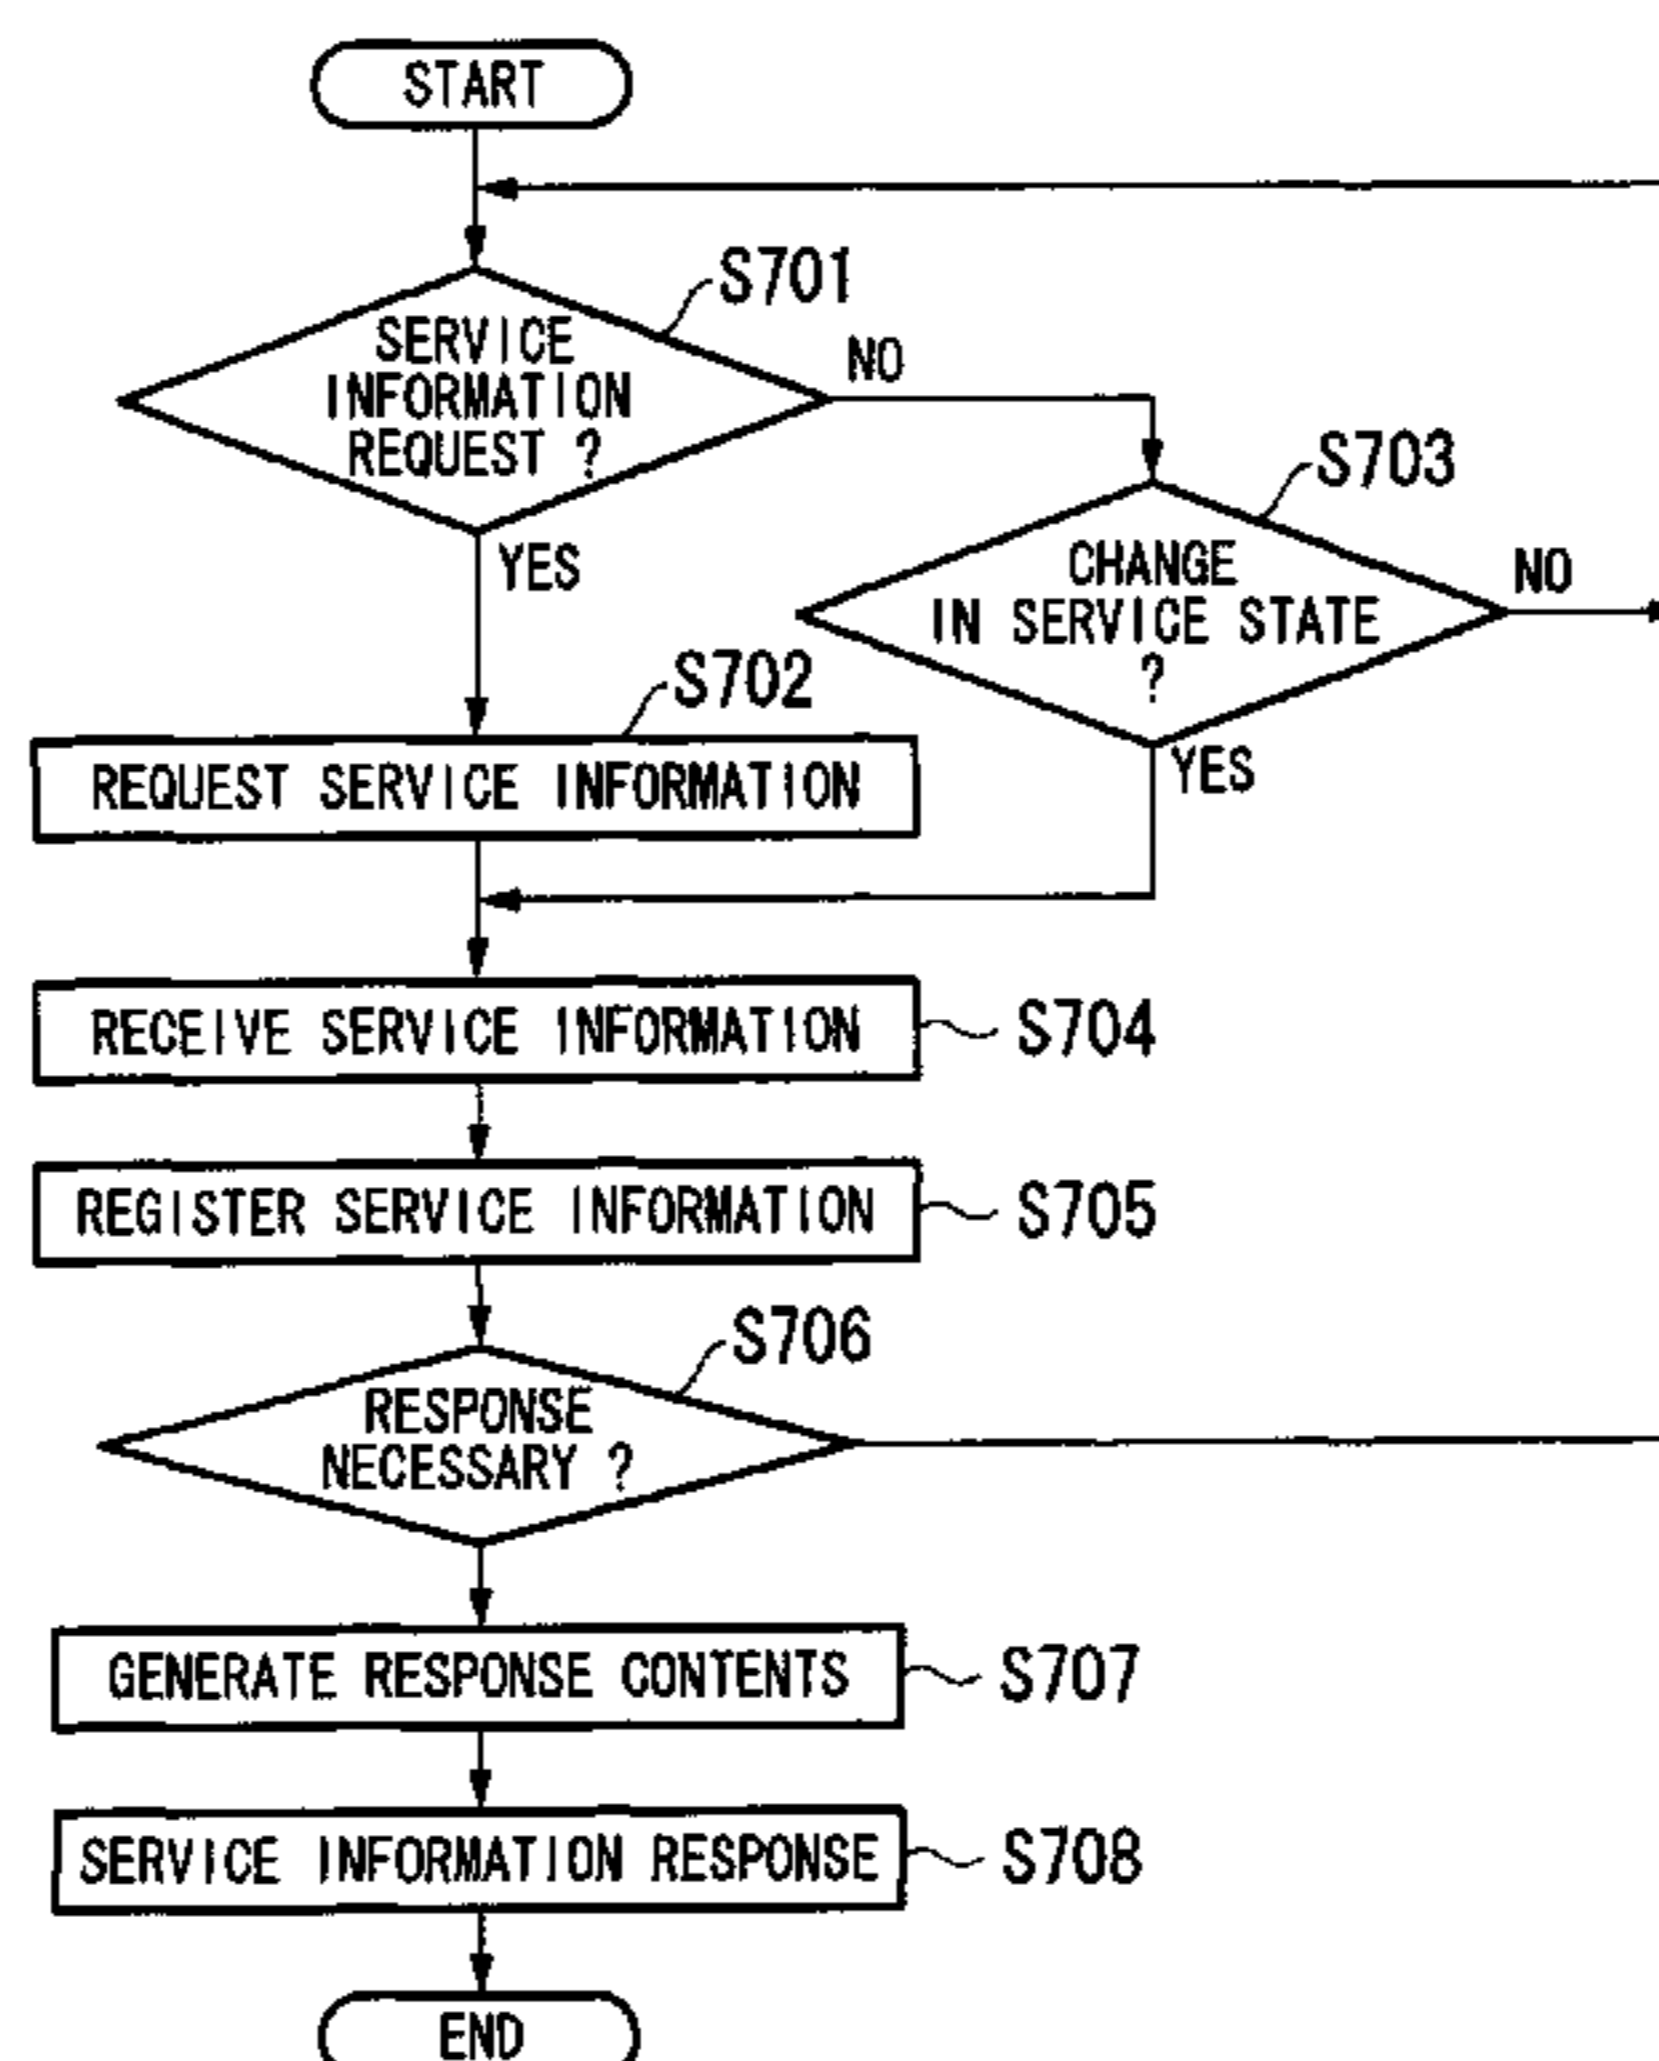 START
S701
SERVICE
INFORMATION
REQUEST ?
NO
YES
S703
CHANGE
IN SERVICE STATE
?
NO
YES
S702
REQUEST SERVICE INFORMATION
RECEIVE SERVICE INFORMATION
S704
REGISTER SERVICE INFORMATION
S705
S706
RESPONSE
NECESSARY ?
GENERATE RESPONSE CONTENTS
S707
SERVICE INFORMATION RESPONSE
S708
END